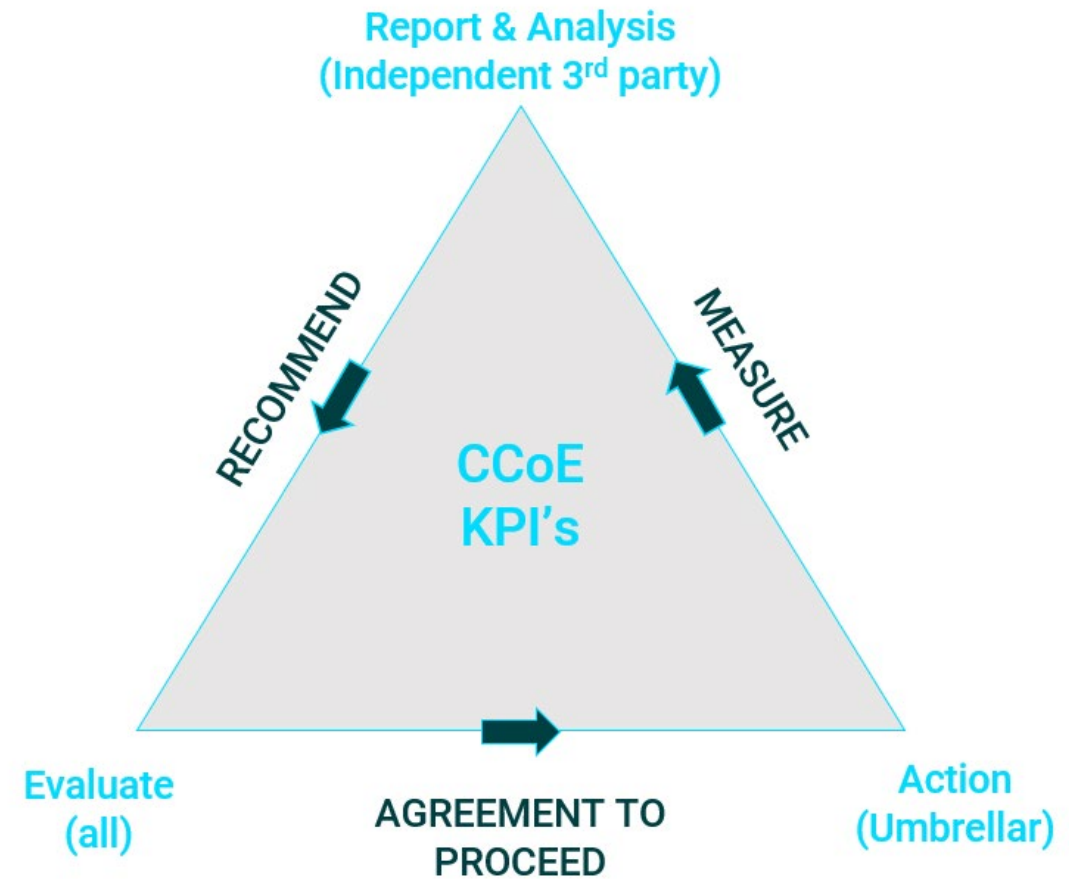 Report & Analysis
(Independent 3rd party)
RECOMMEND
MEASURE
CCoE
KPI’s
Evaluate
(all)
AGREEMENT TO
PROCEED
Action
(Umbrellar)